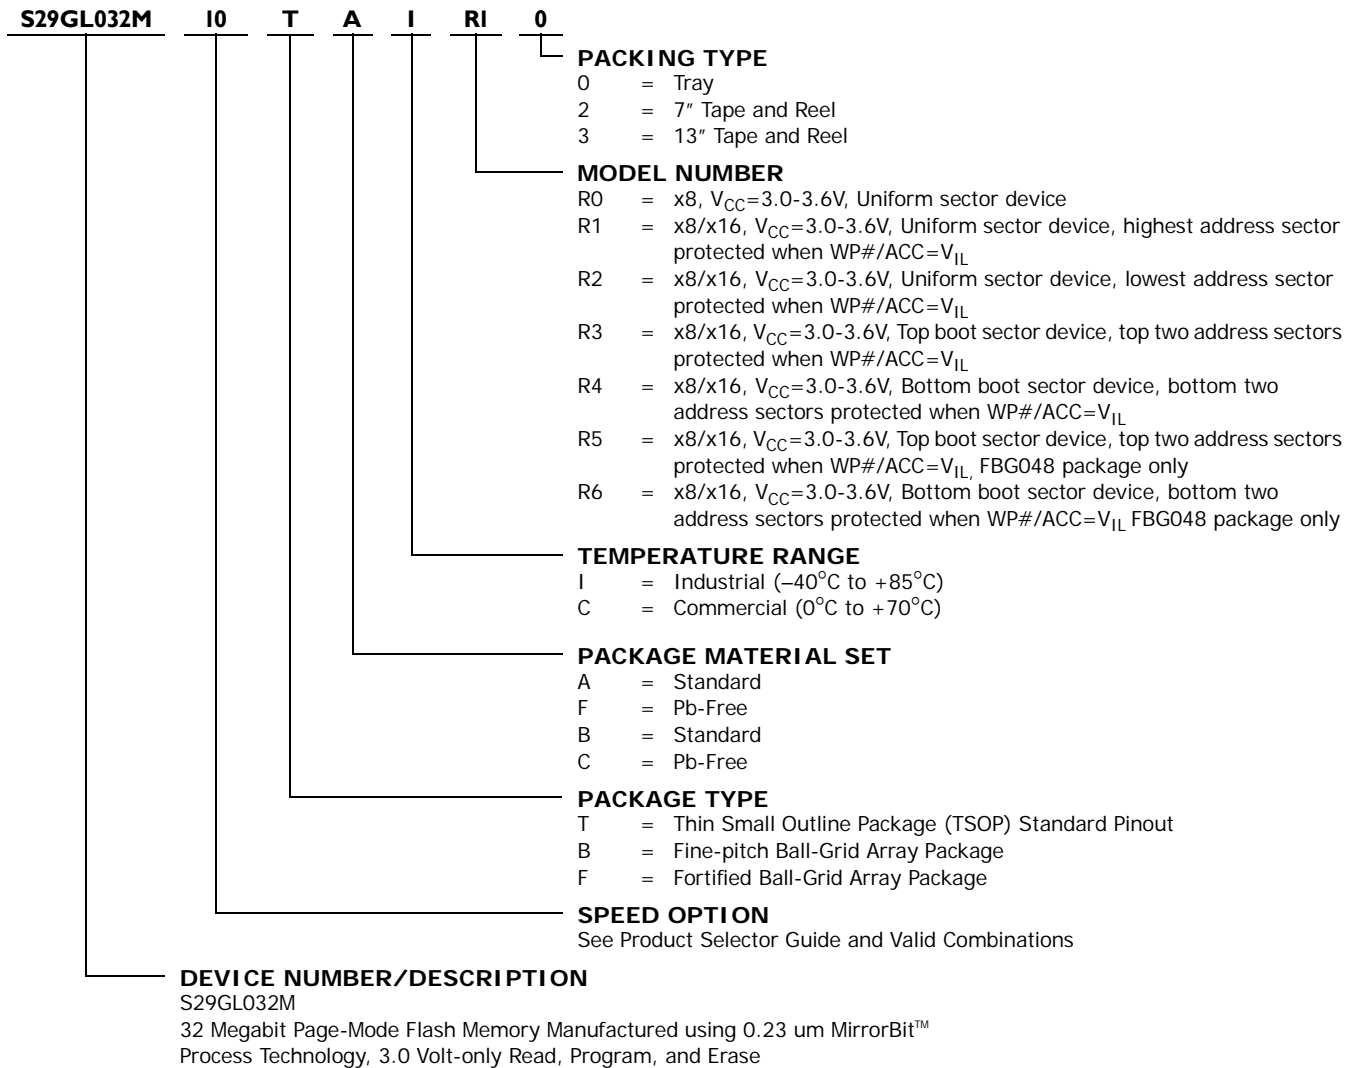 S29GL032M 10 T A I R1 0
PACKING TYPE
0 = Tray
2 = 7″ Tape and Reel
3 = 13″ Tape and Reel
MODEL NUMBER
R0 = x8, VCC=3.0-3.6V, Uniform sector device
R1 = x8/x16, VCC=3.0-3.6V, Uniform sector device, highest address sector
protected when WP#/ACC=VIL
R2 = x8/x16, VCC=3.0-3.6V, Uniform sector device, lowest address sector
protected when WP#/ACC=VIL
R3 = x8/x16, VCC=3.0-3.6V, Top boot sector device, top two address sectors
protected when WP#/ACC=VIL
R4 = x8/x16, VCC=3.0-3.6V, Bottom boot sector device, bottom two
address sectors protected when WP#/ACC=VIL
R5 = x8/x16, VCC=3.0-3.6V, Top boot sector device, top two address sectors
protected when WP#/ACC=VIL, FBG048 package only
R6 = x8/x16, VCC=3.0-3.6V, Bottom boot sector device, bottom two
address sectors protected when WP#/ACC=VIL FBG048 package only
TEMPERATURE RANGE
I = Industrial (–40°C to +85°C)
C = Commercial (0°C to +70°C)
PACKAGE MATERIAL SET
A = Standard
F = Pb-Free
B = Standard
C = Pb-Free
PACKAGE TYPE
T = Thin Small Outline Package (TSOP) Standard Pinout
B = Fine-pitch Ball-Grid Array Package
F = Fortified Ball-Grid Array Package
SPEED OPTION
See Product Selector Guide and Valid Combinations
DEVICE NUMBER/DESCRIPTION
S29GL032M
32 Megabit Page-Mode Flash Memory Manufactured using 0.23 um MirrorBit™
Process Technology, 3.0 Volt-only Read, Program, and Erase